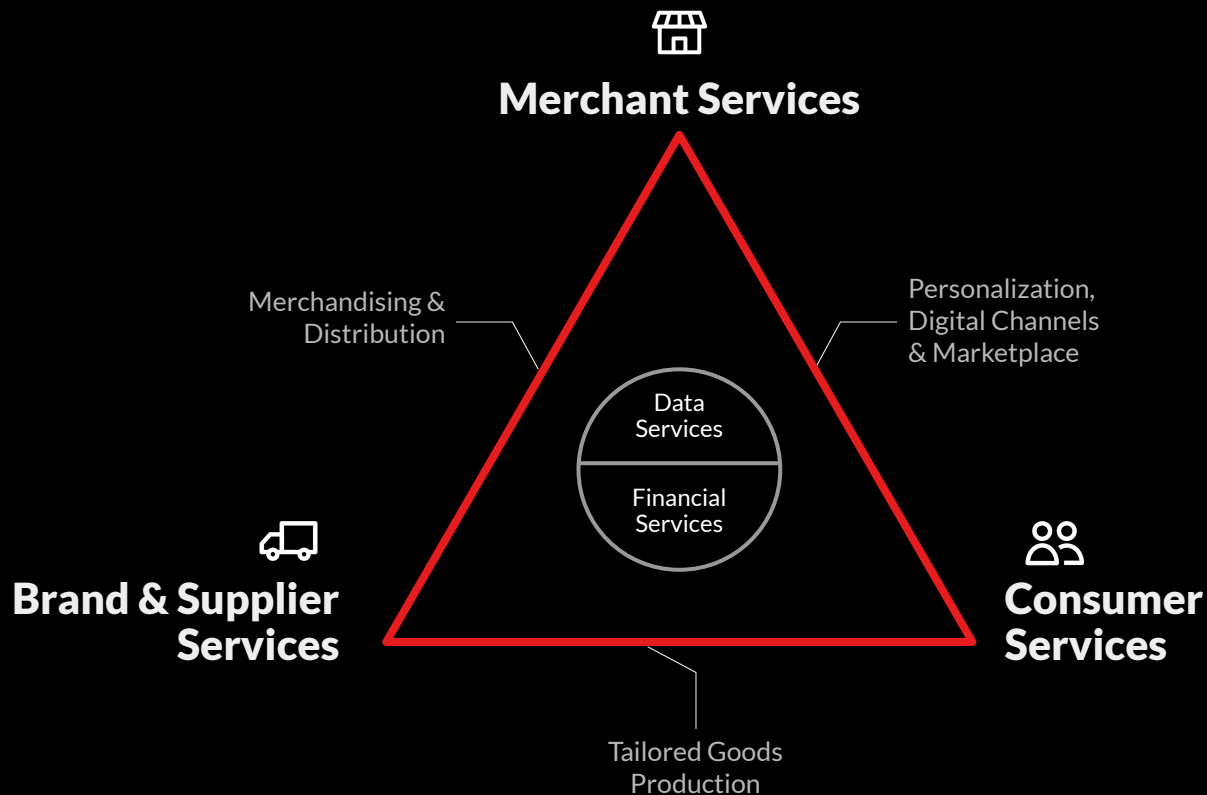 Merchant Services
Merchandising &
Distribution
Personalization,
Digital Channels
& Marketplace
Data
Services
Financial
Services
Brand & Supplier
Services
Consumer
Services
Tailored Goods
Production